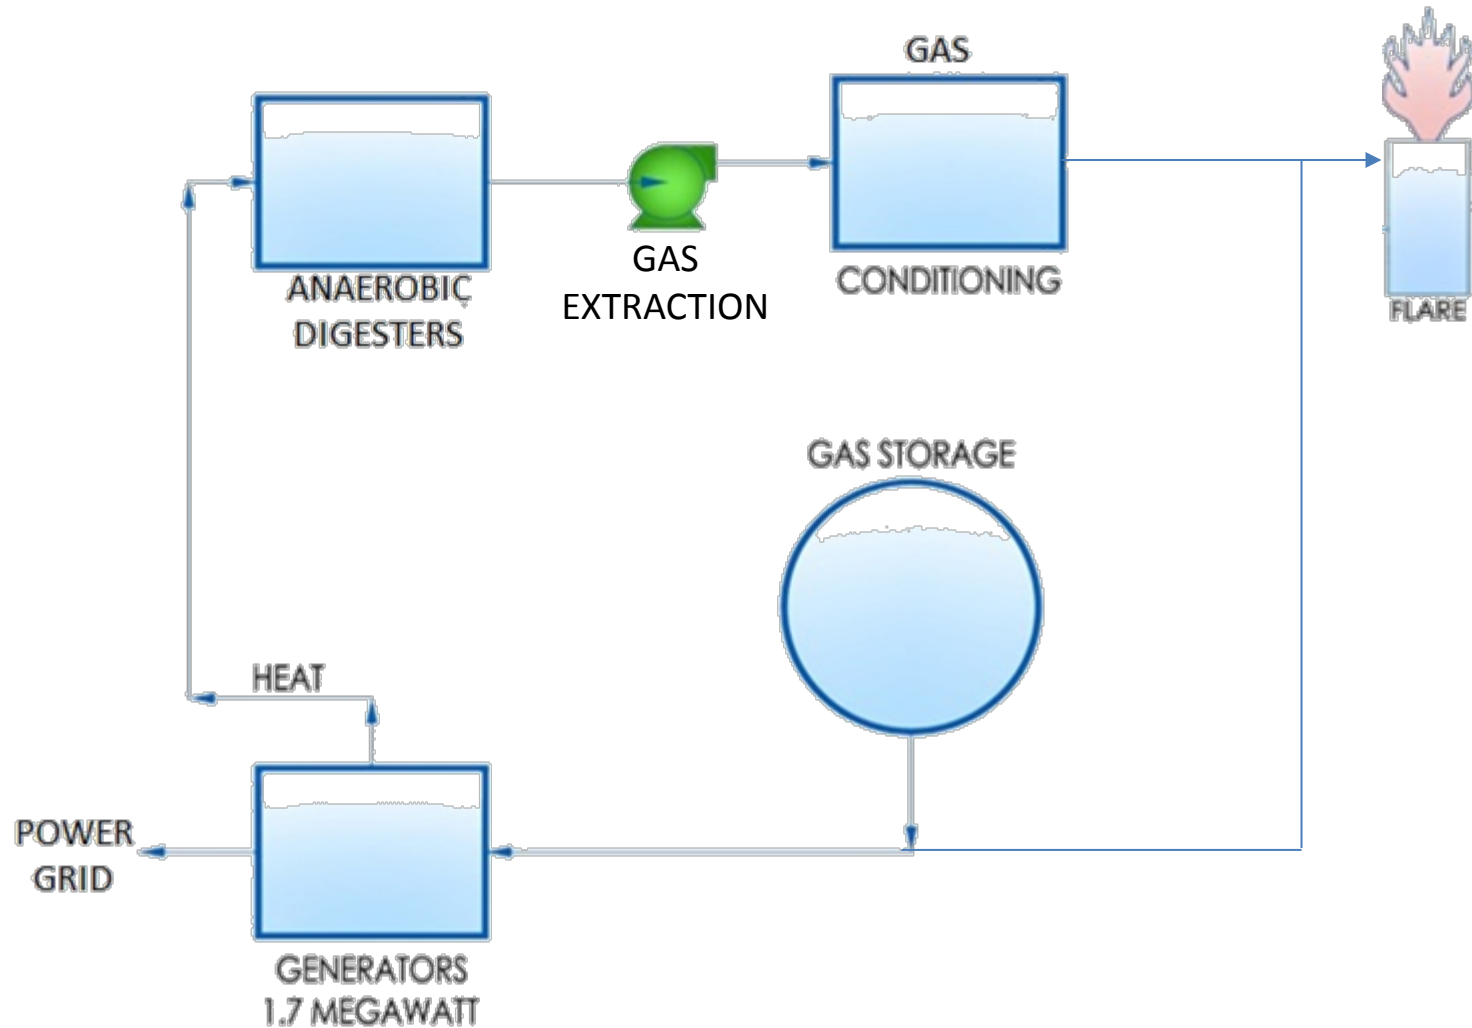 GAS
CONDITIONING
ANAEROBIC
DIGESTERS
GAS
EXTRACTION
FLARE
GAS STORAGE
HEAT
POWER
GRID
GENERATORS
1.7 MEGAWATT